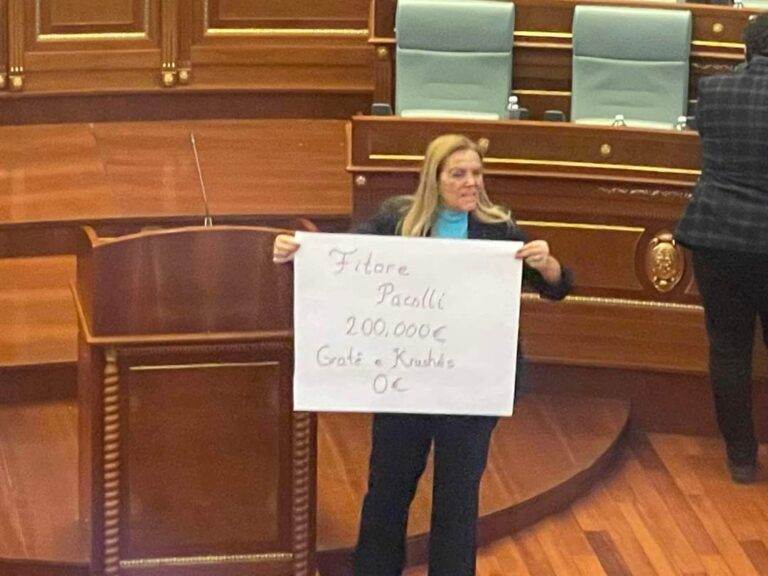 Fitore
Pacolli
200.000€
Gratë e Krushës
0€